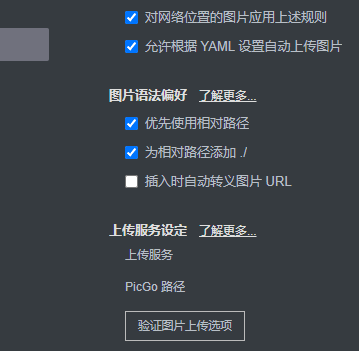 对网络位置的图片应用上述规则
允许根据 YAML 设置自动上传图片
图片语法偏好 了解更多...
优先使用相对路径
为相对路径添加 ./
插入时自动转义图片 URL
上传服务设定 了解更多...
上传服务
PicGo 路径
验证图片上传选项